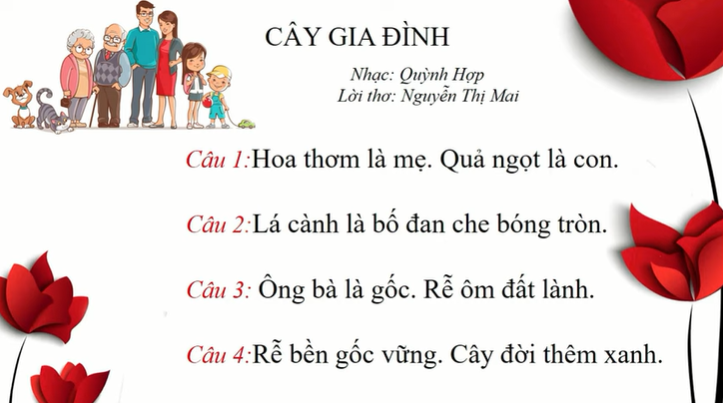 CÂY GIA ĐÌNH
Nhạc: Quỳnh Hợp
Lời thơ: Nguyễn Thị Mai
Câu 1:Hoa thơm là mẹ. Quả ngọt là con.
Câu 2:Lá cành là bố đan che bóng tròn.
Câu 3: Ông bà là gốc. Rễ ôm đất lành.
Câu 4:Rễ bền gốc vững. Cây đời thêm xanh.